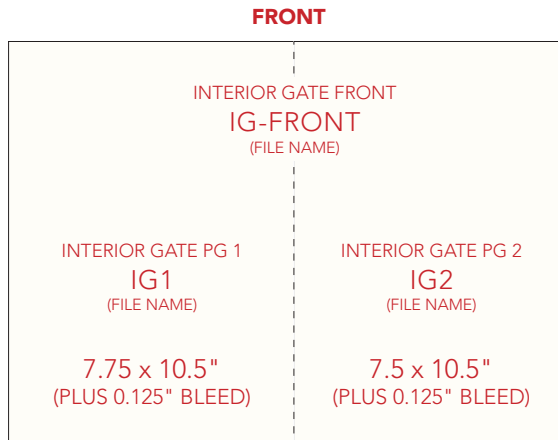 FRONT
INTERIOR GATE FRONT
IG-FRONT
(FILE NAME)
INTERIOR GATE PG 1
IG1
(FILE NAME)
7.75 x 10.5"
(PLUS 0.125" BLEED)
INTERIOR GATE PG 2
IG2
(FILE NAME)
7.5 x 10.5"
(PLUS 0.125" BLEED)